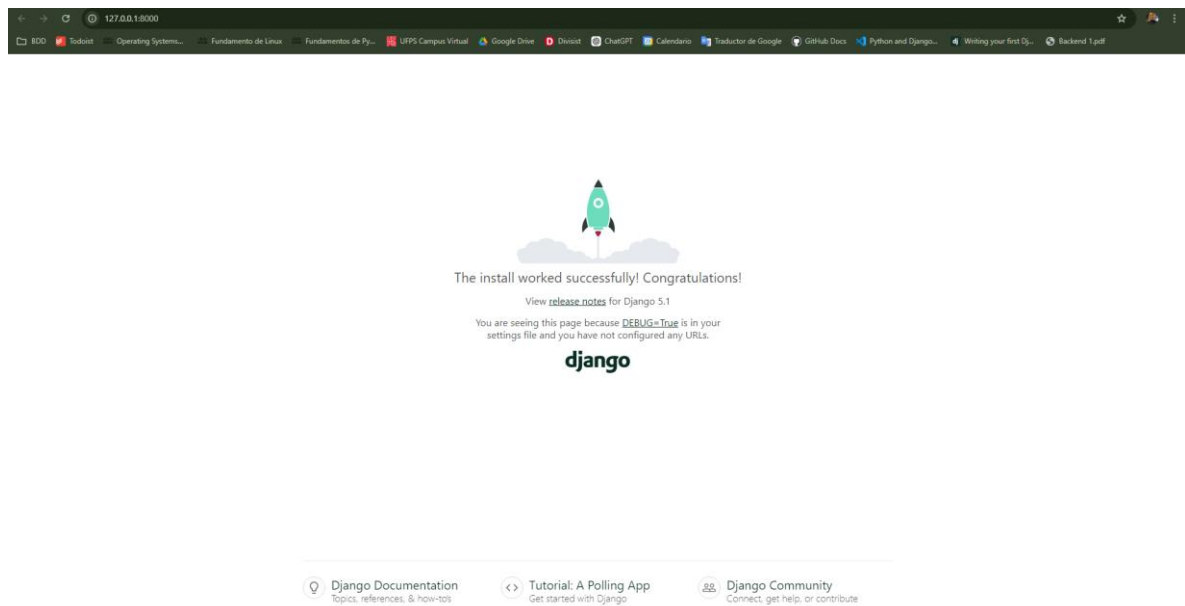 127.0.0.1:8000
BDD Todoist Operating Systems... Fundamento de Linux Fundamentos de Py... UFPS Campus Virtual Google Drive Divisist ChatGPT Calendario Traductor de Google GitHub Docs Python and Django... Writing your first Dj... Backend 1.pdf
The install worked successfully! Congratulations!
View release notes for Django 5.1
You are seeing this page because DEBUG=True is in your
settings file and you have not configured any URLs.
django
Django Documentation Tutorial: A Polling App Django Community
Topics, references, & how-to's Get started with Django Connect, get help, or contribute